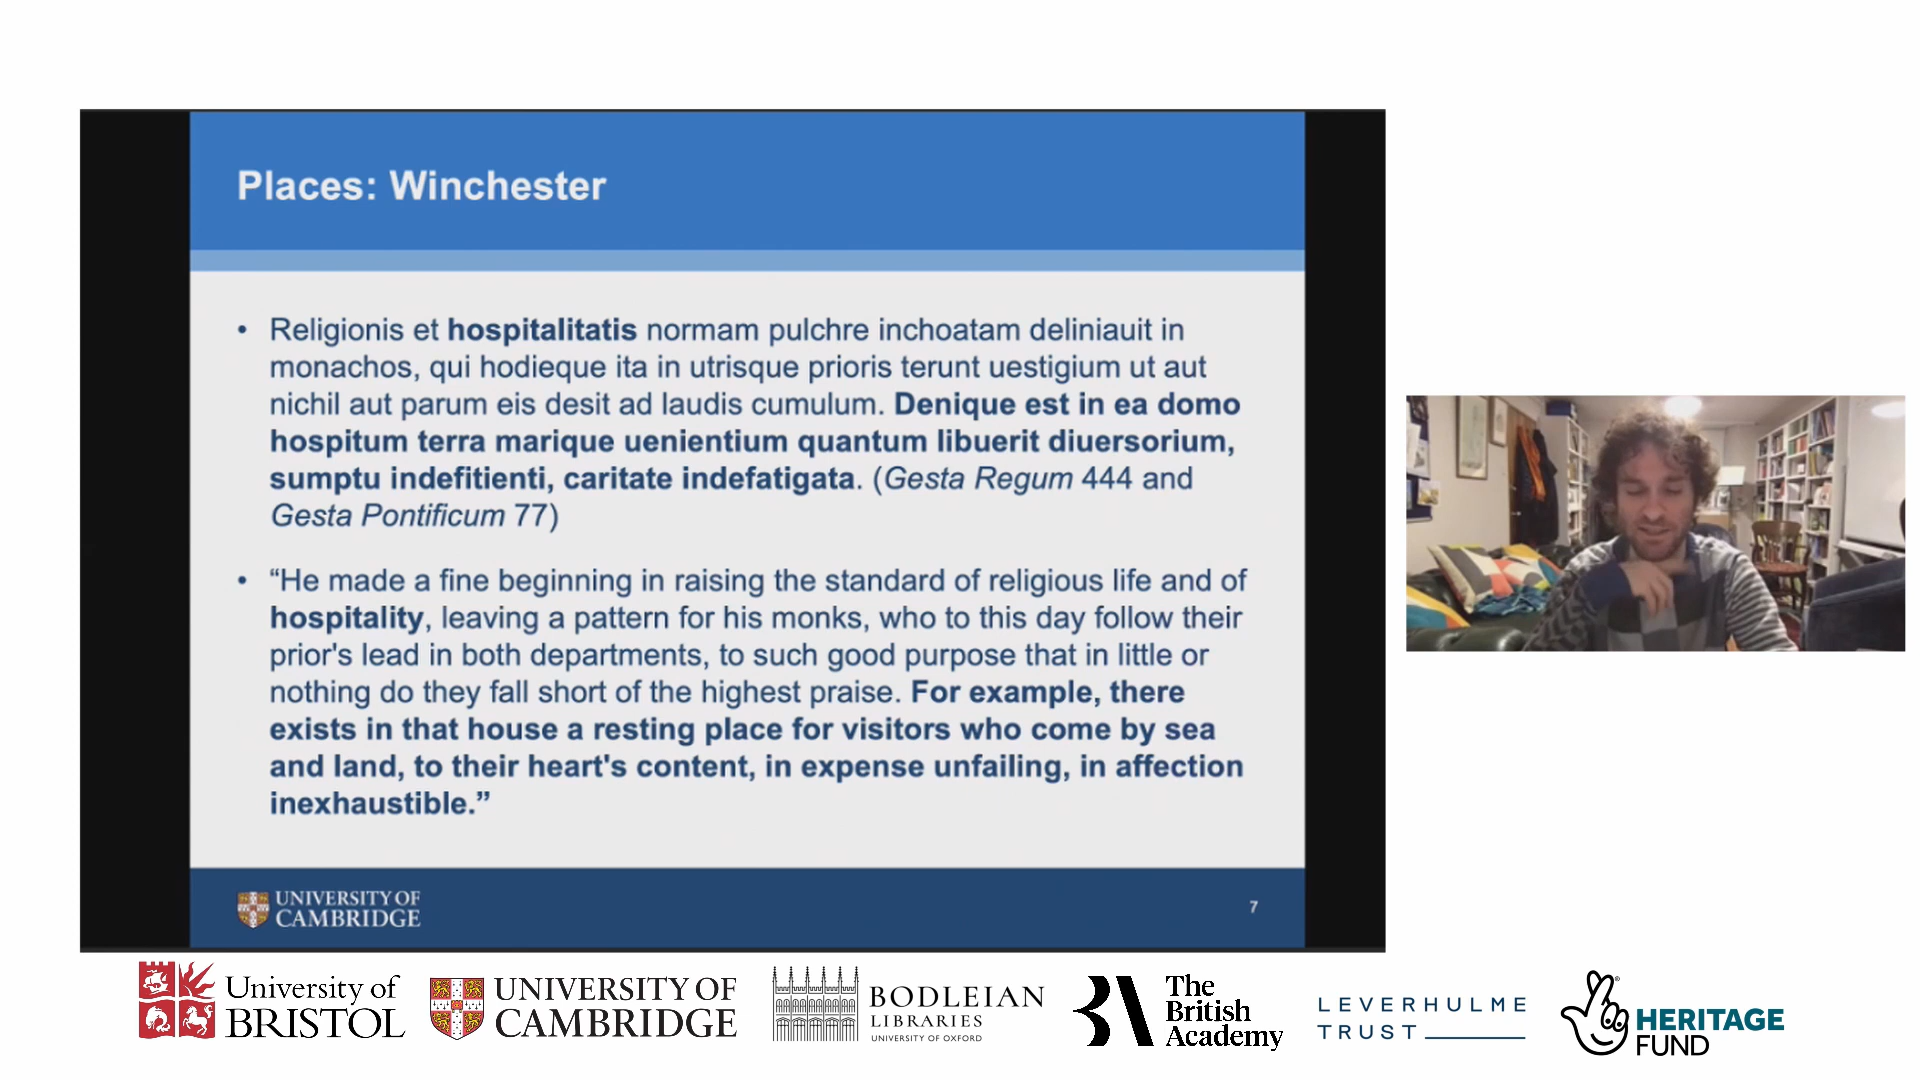 Places: Winchester
• Religionis et hospitalitatis normam pulchre inchoatam deliniauit in
monachos, qui hodieque ita in utrisque prioris terunt uestigium ut aut
nichil aut parum eis desit ad laudis cumulum. Denique est in ea domo
hospitum terra marique uenientium quantum libuerit diuersorium,
sumptu indefitienti, caritate indefatigata. (Gesta Regum 444 and
Gesta Pontificum 77)
• “He made a fine beginning in raising the standard of religious life and of
hospitality, leaving a pattern for his monks, who to this day follow their
prior's lead in both departments, to such good purpose that in little or
nothing do they fall short of the highest praise. For example, there
exists in that house a resting place for visitors who come by sea
and land, to their heart's content, in expense unfailing, in affection
inexhaustible.”
UNIVERSITY OF
CAMBRIDGE
7
University of
BRISTOL
UNIVERSITY OF
CAMBRIDGE
BODLEIAN
LIBRARIES
UNIVERSITY OF OXFORD
The
British
Academy
LEVERHULME
TRUST
HERITAGE
FUND